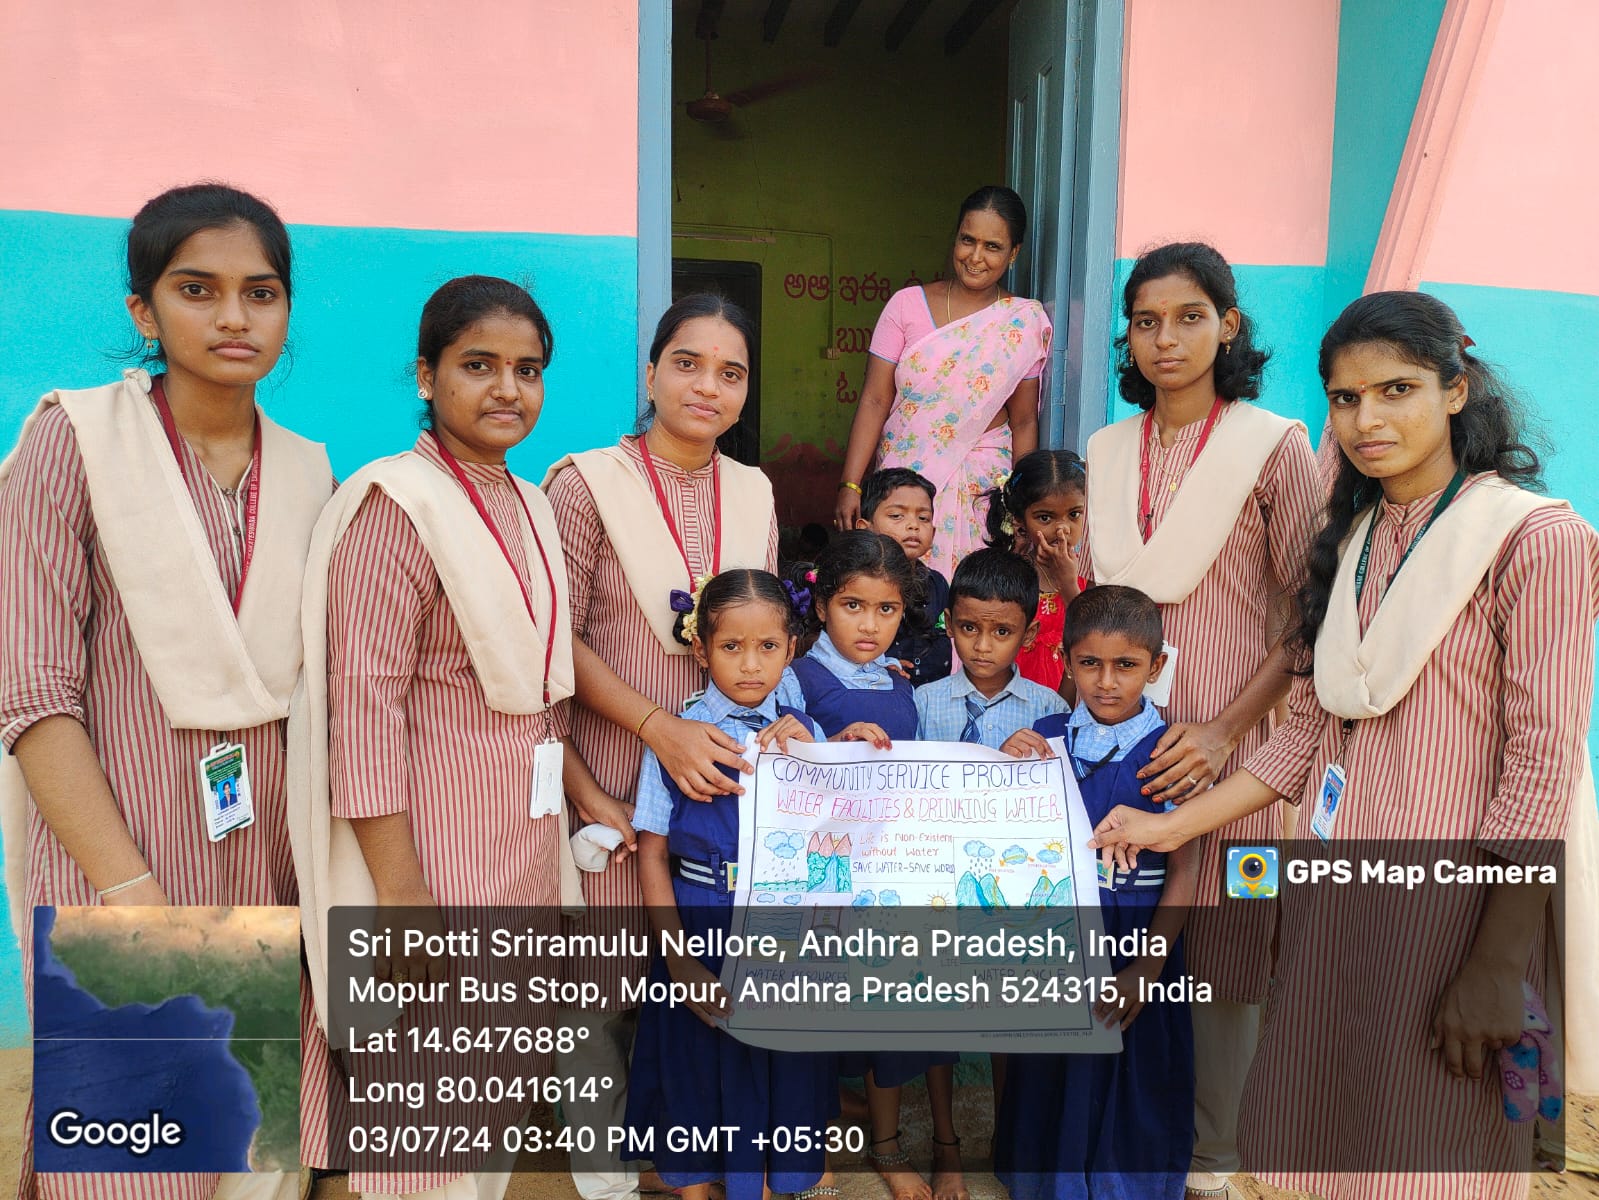 అఆ ఇఈ
ఋ
ఓ
COMMUNITY SERVICE PROJECT
WATER FACILITIES & DRINKING WATER
Life is Non-Existent
without Water
SAVE WATER-SAVE WORLD
WATER RESOURCES
WATER CYCLE
GPS Map Camera
Sri Potti Sriramulu Nellore, Andhra Pradesh, India
Mopur Bus Stop, Mopur, Andhra Pradesh 524315, India
Lat 14.647688°
Long 80.041614°
03/07/24 03:40 PM GMT +05:30
Google